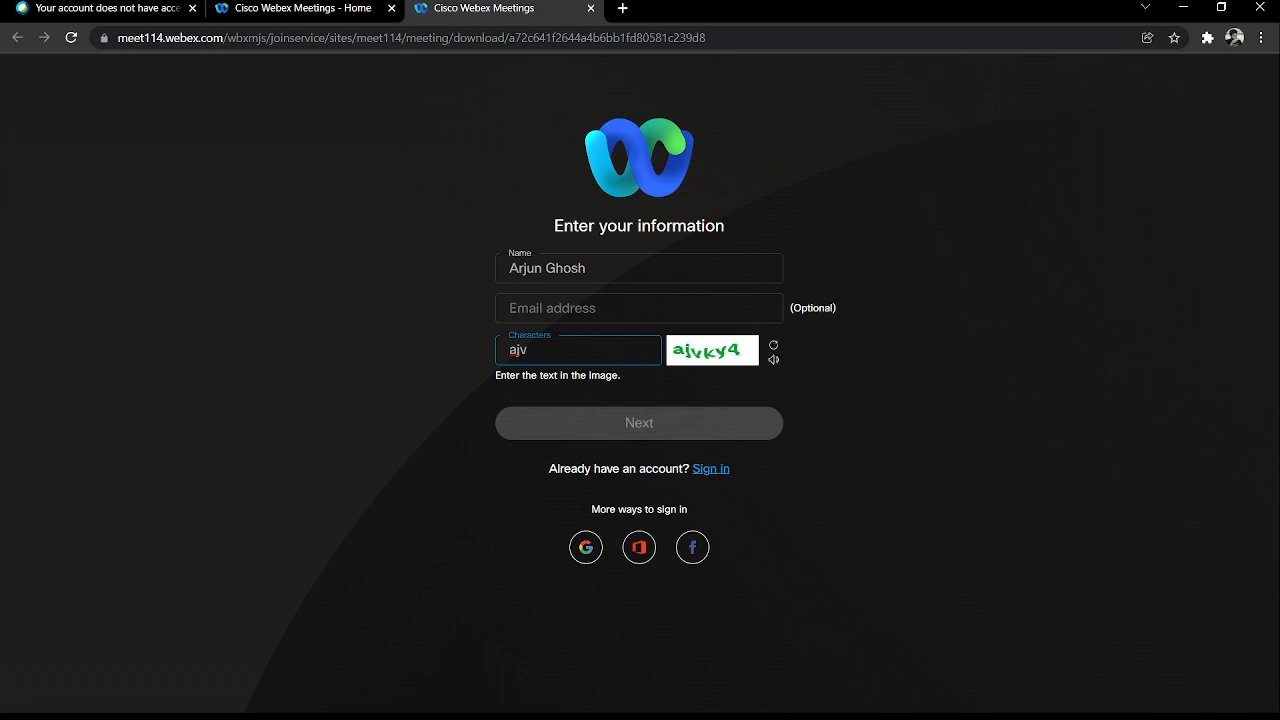 Your account does not have acce
Cisco Webex Meetings - Home
Cisco Webex Meetings
meet114.webex.com/wbxmjs/joinservice/sites/meet114/meeting/download/a72c641f2644a4b6bb1fd80581c239d8
Enter your information
Name
Arjun Ghosh
Email address
(Optional)
Characters
ajv
ajvky4
Enter the text in the image.
Next
Already have an account? Sign in
More ways to sign in